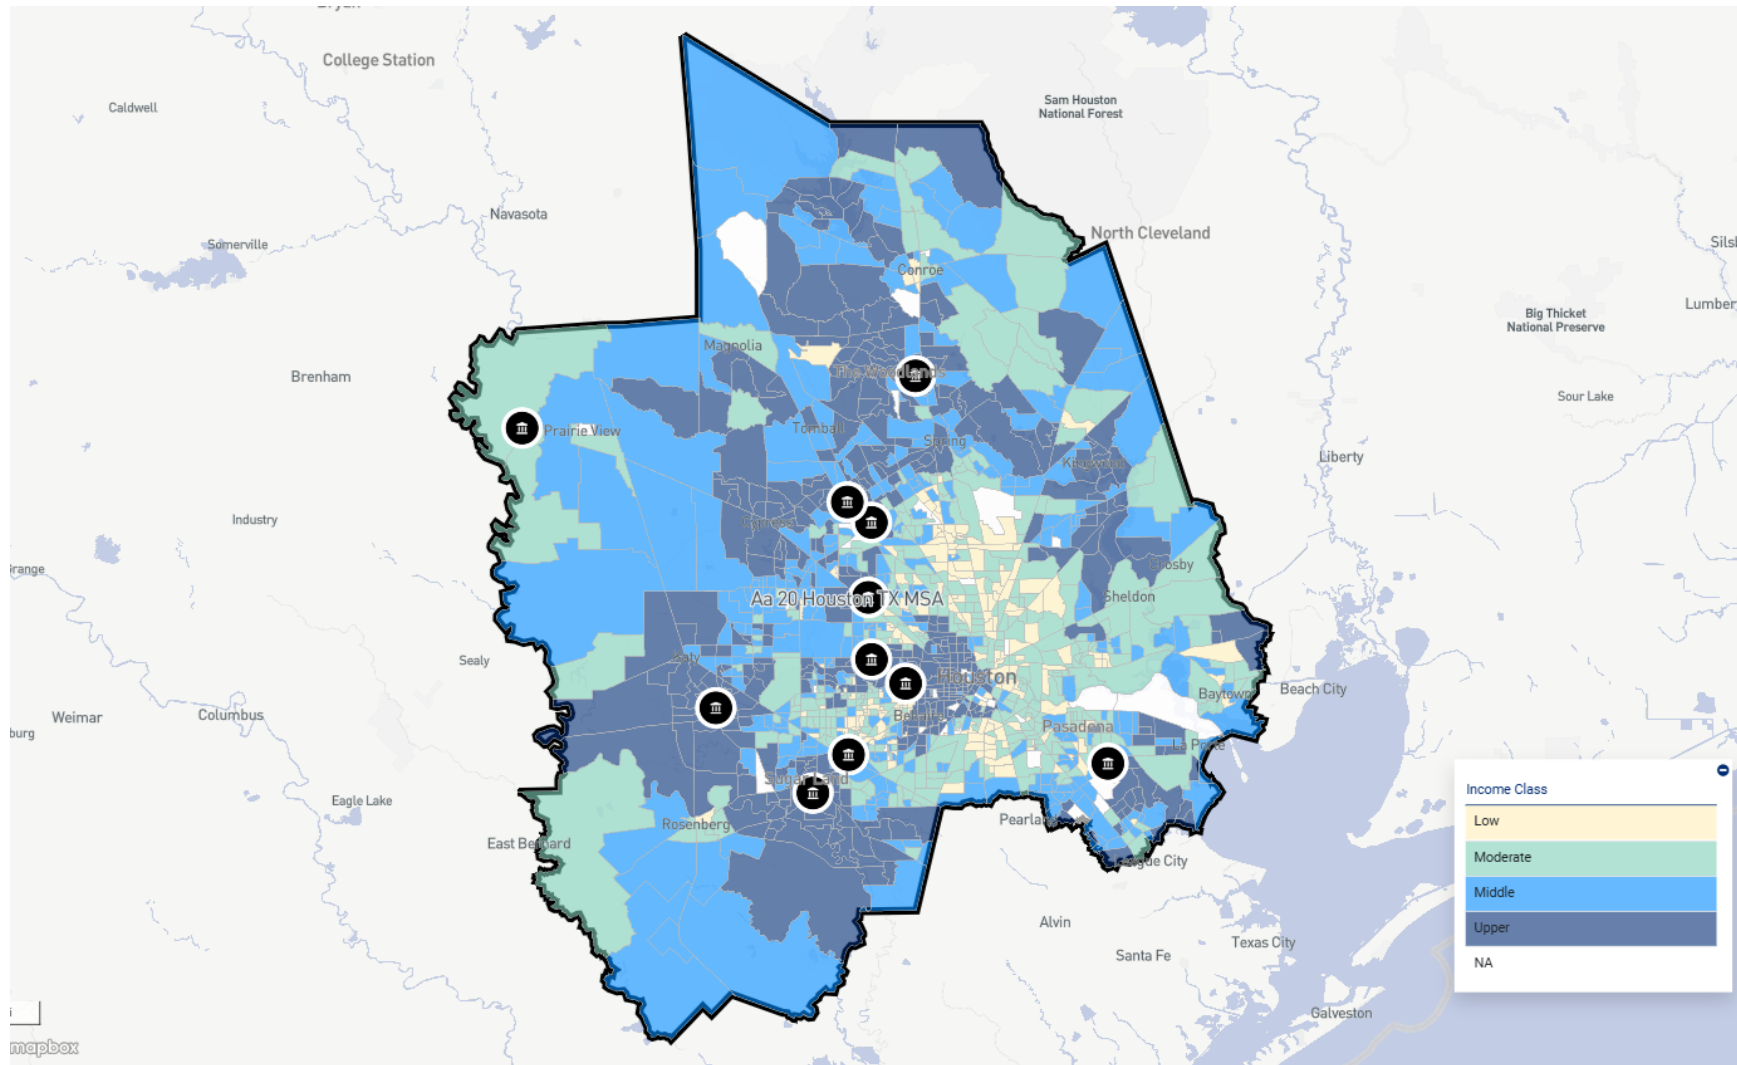 College Station
Caldwell
Sam Houston
National Forest
Navasota
North Cleveland
Somerville
Conroe
Big Thicket
National Preserve
Magnolia
Brenham
The Woodlands
Sour Lake
Prairie View
Tomball
Spring
Liberty
Kingwood
Industry
Cypress
Crosby
Sheldon
Aa 20 Houston TX MSA
Sealy
Katy
Houston
Beach City
Baytown
Weimar
Columbus
Bellaire
Pasadena
La Porte
Sugar Land
Eagle Lake
Rosenberg
Pearland
East Bernard
League City
Alvin
Texas City
Santa Fe
Galveston
Income Class
Low
Moderate
Middle
Upper
NA
mapbox